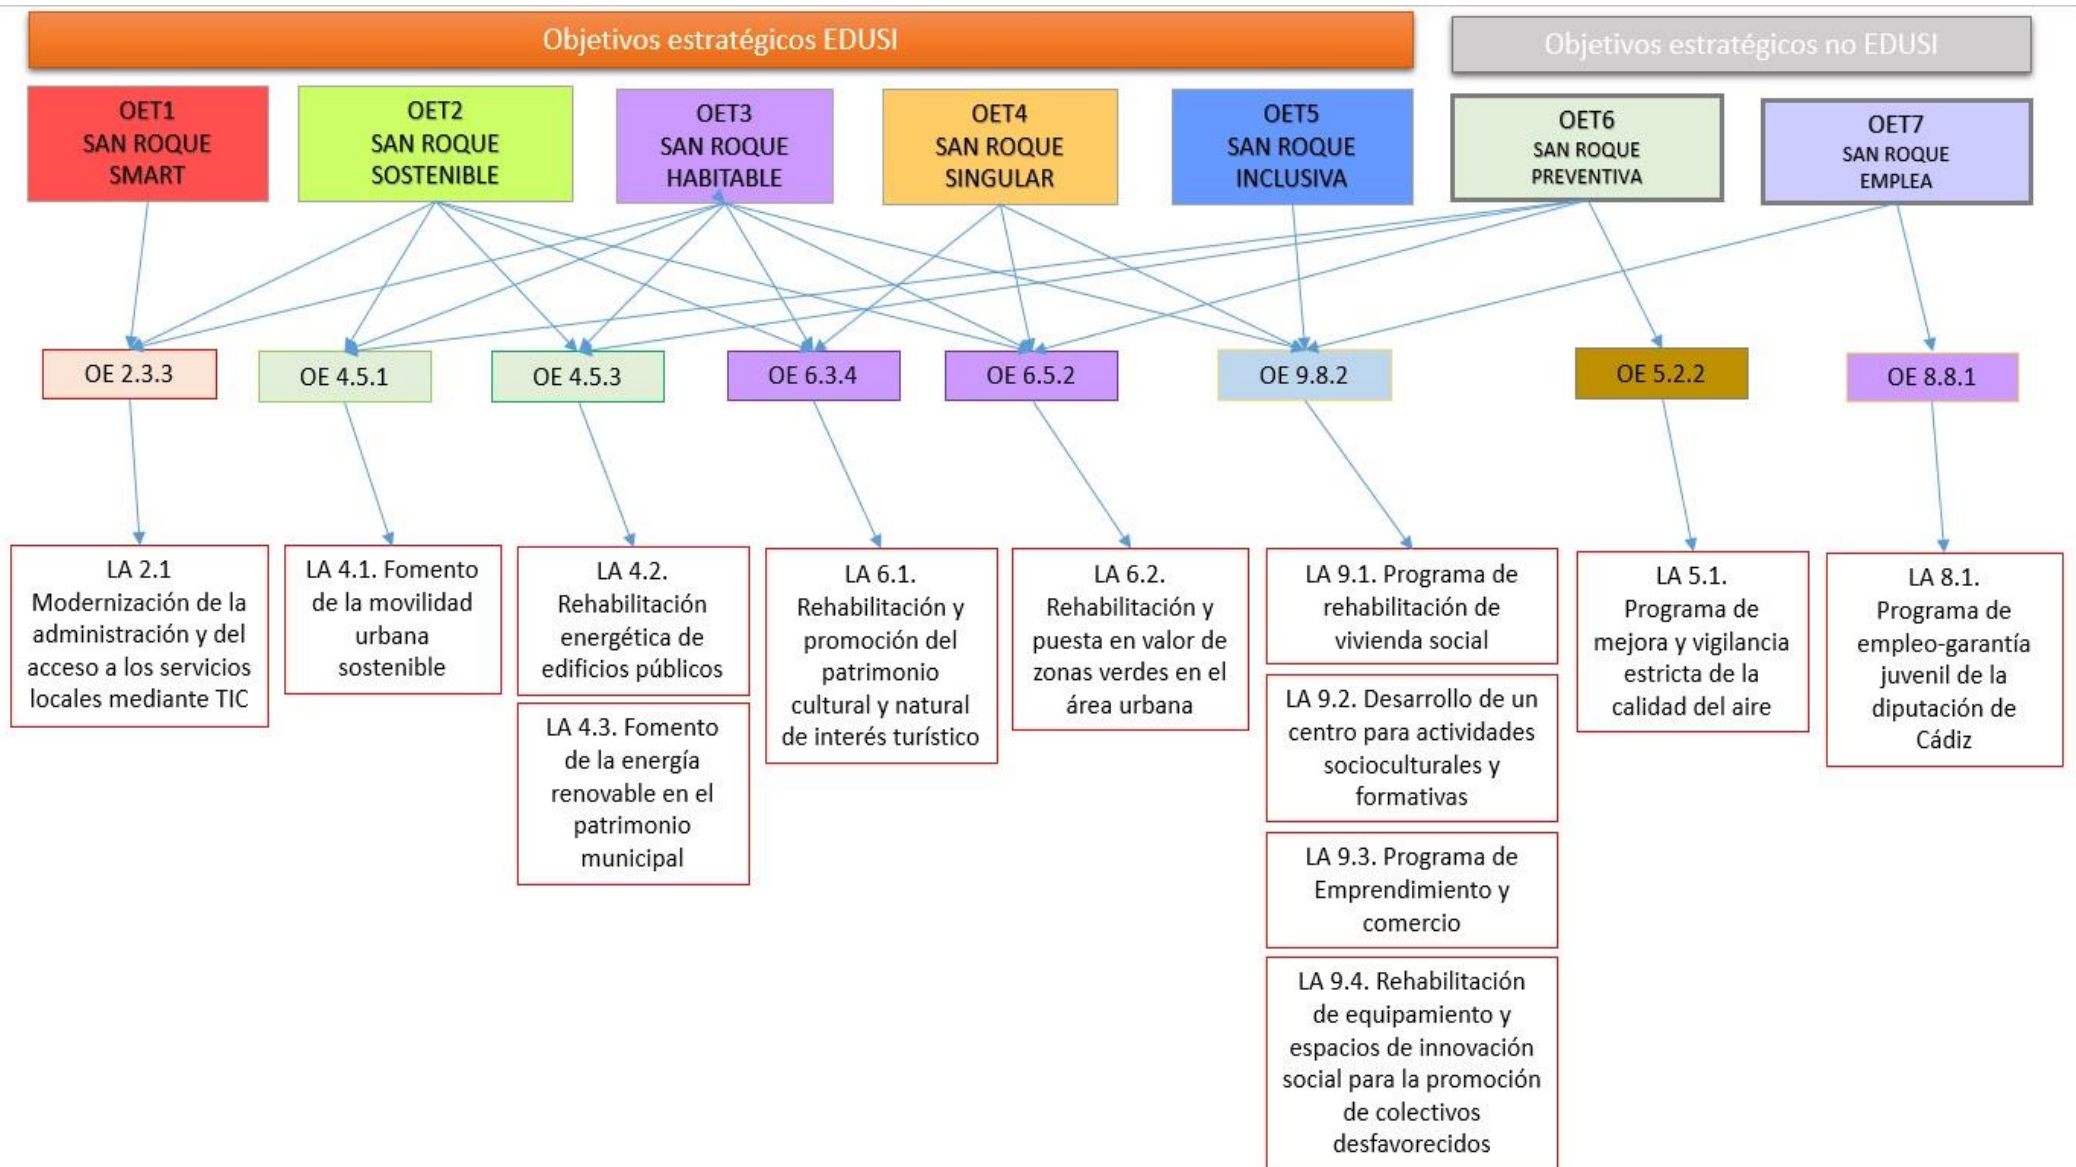 Objetivos estratégicos EDUSI
Objetivos estratégicos no EDUSI
OET1
SAN ROQUE
SMART
OET2
SAN ROQUE
SOSTENIBLE
OET3
SAN ROQUE
HABITABLE
OET4
SAN ROQUE
SINGULAR
OET5
SAN ROQUE
INCLUSIVA
OET6
SAN ROQUE
PREVENTIVA
OET7
SAN ROQUE
EMPLEA
OE 2.3.3
OE 4.5.1
OE 4.5.3
OE 6.3.4
OE 6.5.2
OE 9.8.2
OE 5.2.2
OE 8.8.1
LA 2.1
Modernización de la
administración y del
acceso a los servicios
locales mediante TIC
LA 4.1. Fomento
de la movilidad
urbana
sostenible
LA 4.2.
Rehabilitación
energética de
edificios públicos
LA 4.3. Fomento
de la energía
renovable en el
patrimonio
municipal
LA 6.1.
Rehabilitación y
promoción del
patrimonio
cultural y natural
de interés turístico
LA 6.2.
Rehabilitación y
puesta en valor de
zonas verdes en el
área urbana
LA 9.1. Programa de
rehabilitación de
vivienda social
LA 9.2. Desarrollo de un
centro para actividades
socioculturales y
formativas
LA 9.3. Programa de
Emprendimiento y
comercio
LA 9.4. Rehabilitación
de equipamiento y
espacios de innovación
social para la promoción
de colectivos
desfavorecidos
LA 5.1.
Programa de
mejora y vigilancia
estricta de la
calidad del aire
LA 8.1.
Programa de
empleo-garantía
juvenil de la
diputación de
Cádiz